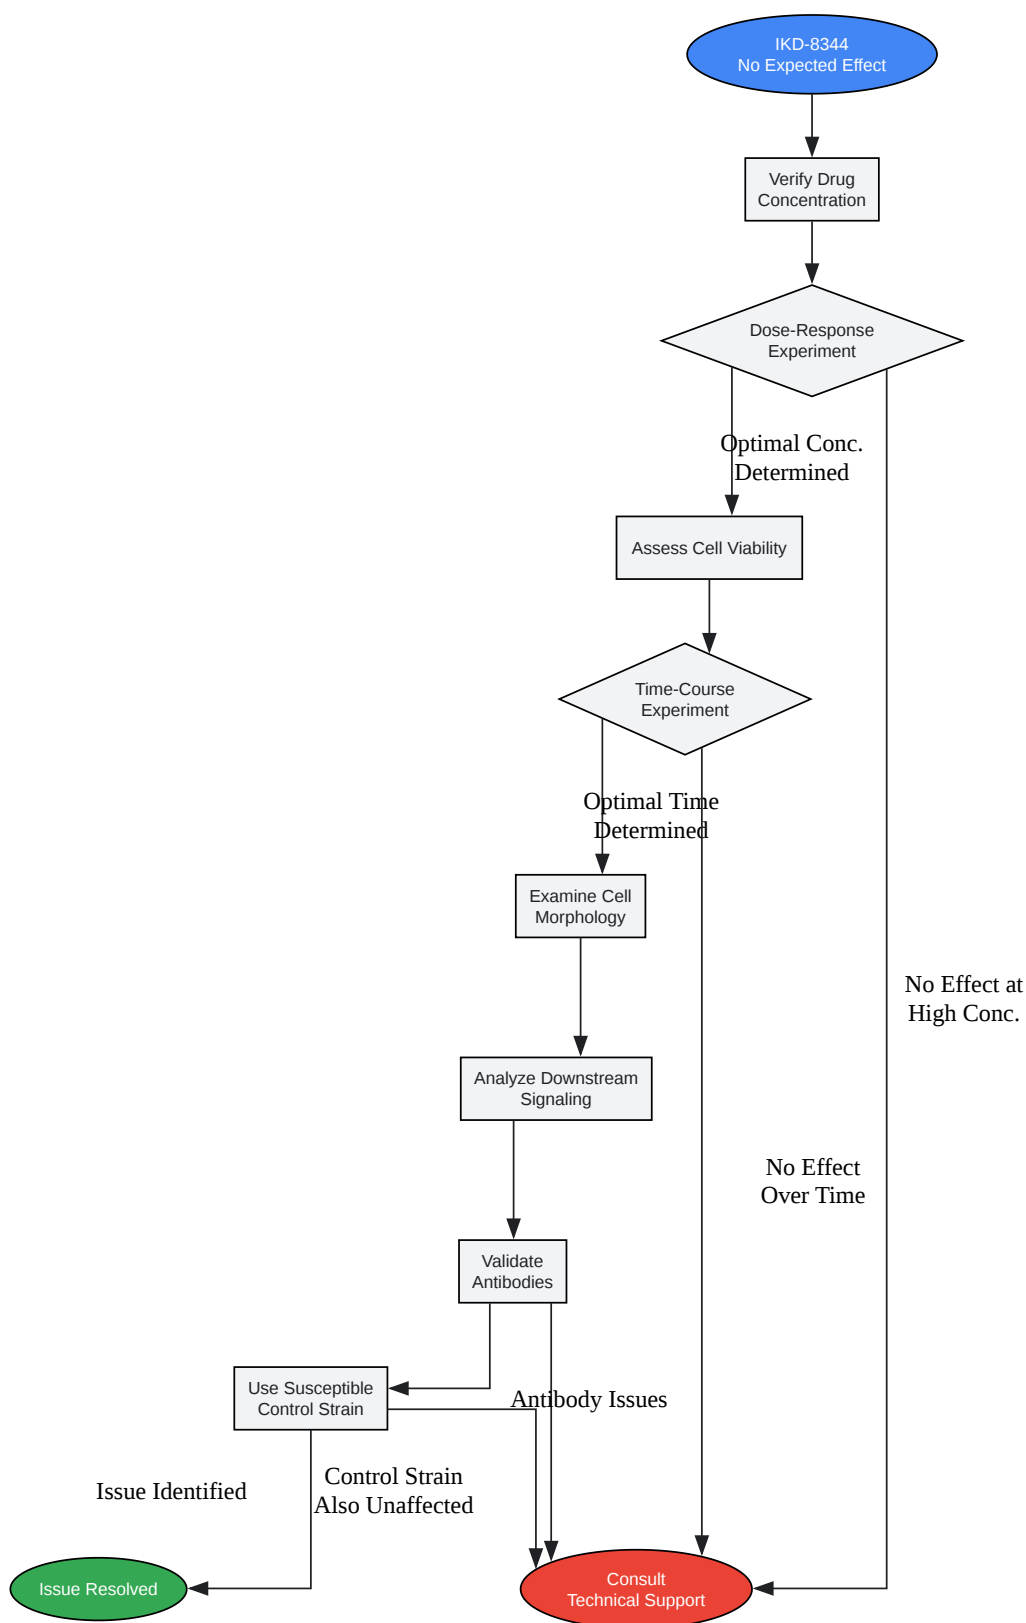 IKD-8344
No Expected Effect
Verify Drug
Concentration
Dose-Response
Experiment
Optimal Conc.
Determined
Assess Cell Viability
Time-Course
Experiment
Optimal Time
Determined
Examine Cell
Morphology
No Effect at
High Conc.
Analyze Downstream
Signaling
No Effect
Over Time
Validate
Antibodies
Use Susceptible
Control Strain
Antibody Issues
Issue Identified
Control Strain
Also Unaffected
Issue Resolved
Consult
Technical Support